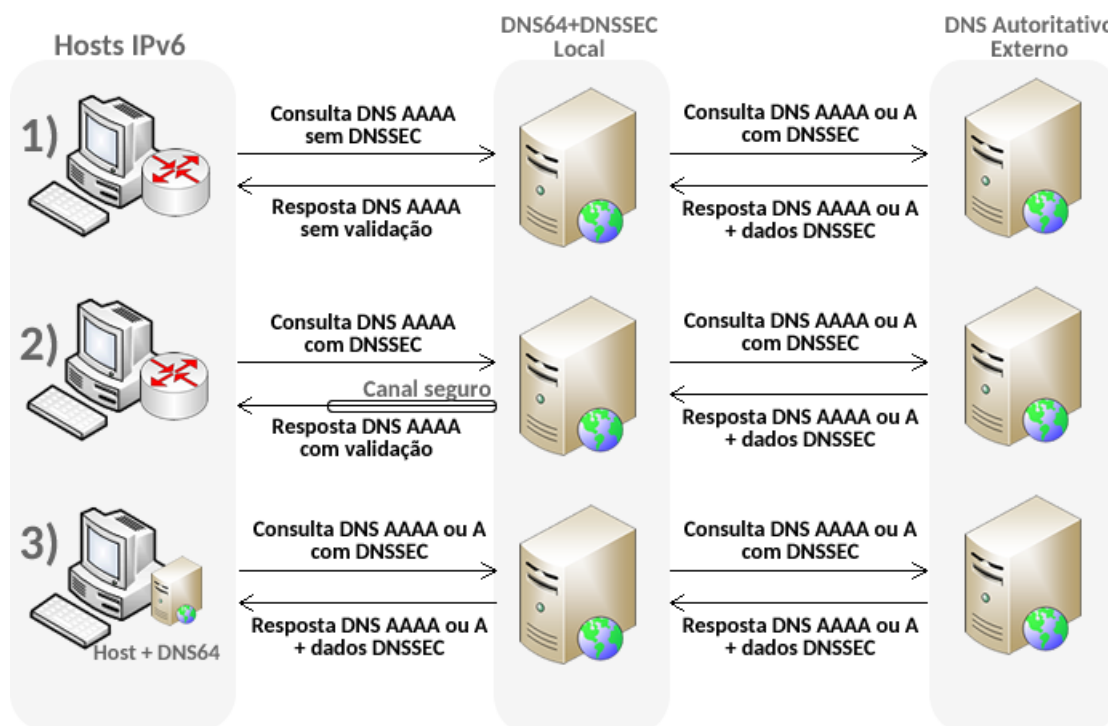 Hosts IPv6
DNS64+DNSSEC
Local
DNS Autoritativo
Externo
1)
Consulta DNS AAAA
sem DNSSEC
Resposta DNS AAAA
sem validação
Consulta DNS AAAA ou A
com DNSSEC
Resposta DNS AAAA ou A
+ dados DNSSEC
2)
Consulta DNS AAAA
com DNSSEC
Canal seguro
Resposta DNS AAAA
com validação
Consulta DNS AAAA ou A
com DNSSEC
Resposta DNS AAAA ou A
+ dados DNSSEC
3)
Host + DNS64
Consulta DNS AAAA ou A
com DNSSEC
Resposta DNS AAAA ou A
+ dados DNSSEC
Consulta DNS AAAA ou A
com DNSSEC
Resposta DNS AAAA ou A
+ dados DNSSEC